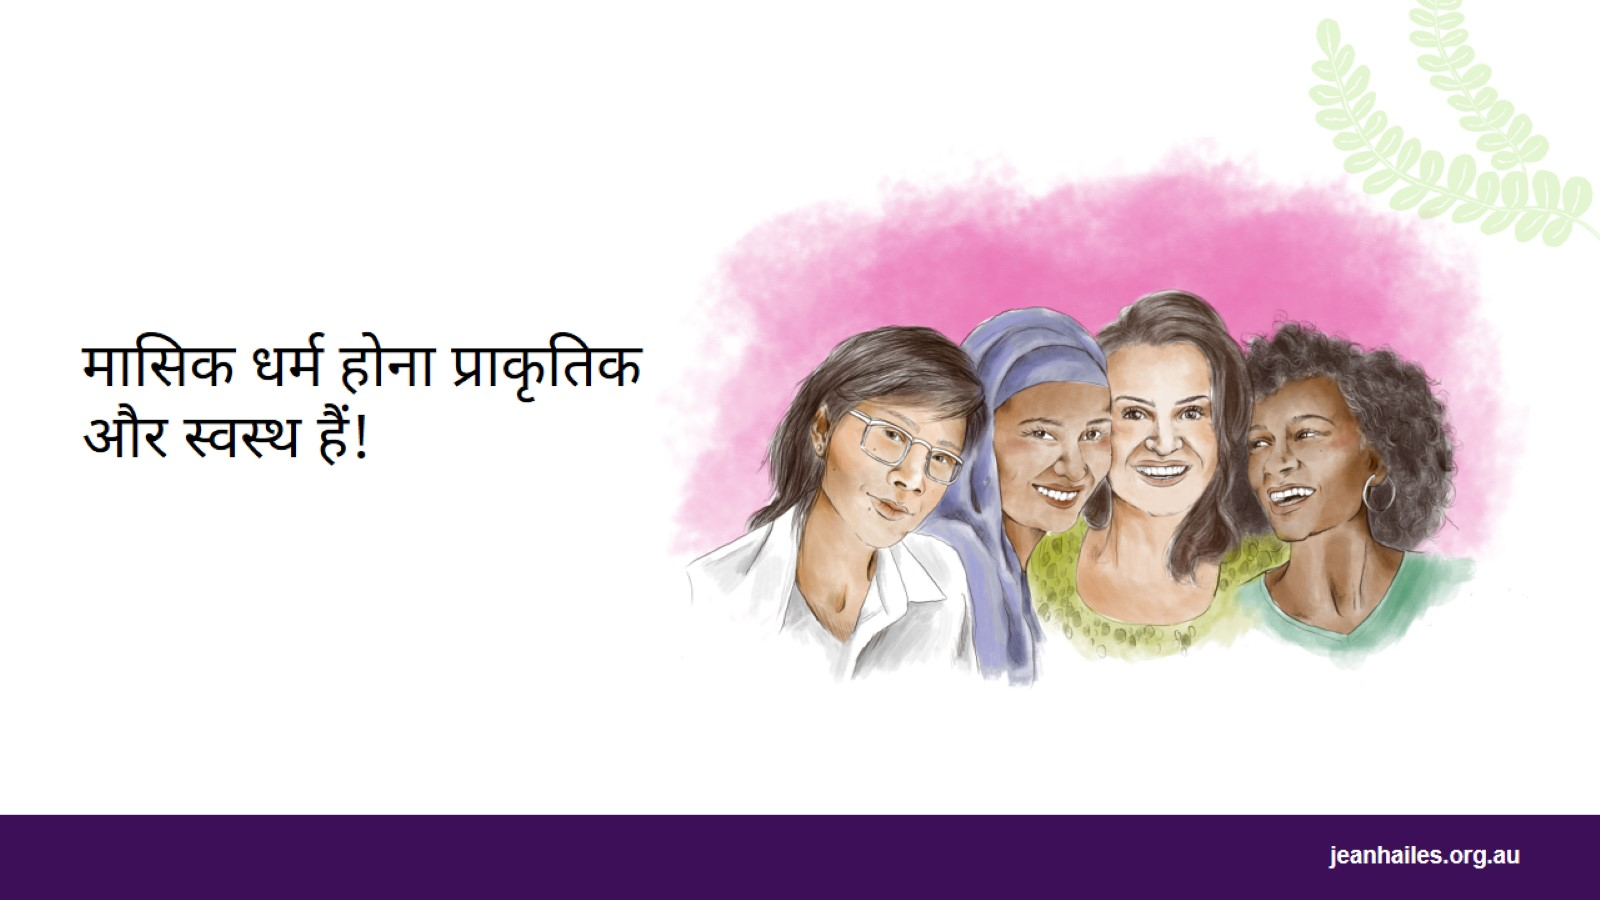 मासिक धर्म होना प्राकृतिक
और स्वस्थ हैं!
jeanhailes.org.au